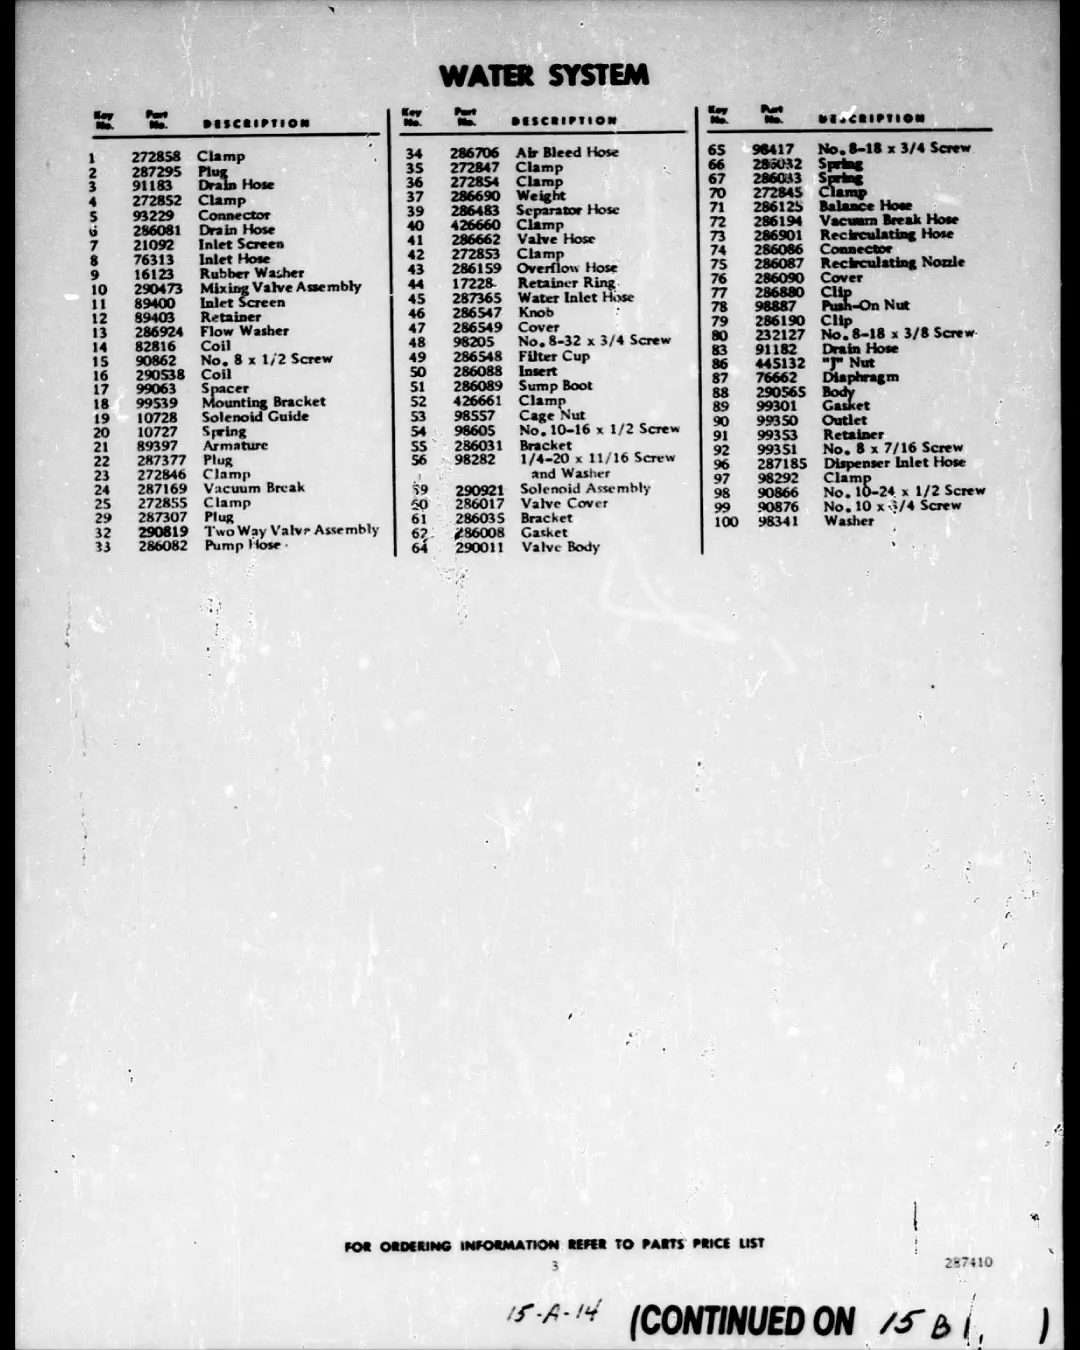 WATER SYSTEM
Key No. Part No. DESCRIPTION
1 272858 Clamp
2 287295 Plug
3 91183 Drain Hose
4 272852 Clamp
5 93229 Connector
6 286081 Drain Hose
7 21092 Inlet Screen
8 76313 Inlet Hose
9 16123 Rubber Washer
10 290473 Mixing Valve Assembly
11 89400 Inlet Screen
12 89403 Retainer
13 286924 Flow Washer
14 82816 Coil
15 90862 No. 8 x 1/2 Screw
16 290538 Coil
17 99063 Spacer
18 99539 Mounting Bracket
19 10728 Solenoid Guide
20 10727 Spring
21 89397 Armature
22 287377 Plug
23 272846 Clamp
24 287169 Vacuum Break
25 272855 Clamp
29 287307 Plug
32 290819 Two Way Valve Assembly
33 286082 Pump Hose
Key No. Part No. DESCRIPTION
34 286706 Air Bleed Hose
35 272847 Clamp
36 272854 Clamp
37 286690 Weight
39 286483 Separator Hose
40 426660 Clamp
41 286662 Valve Hose
42 272853 Clamp
43 286159 Overflow Hose
44 17228 Retainer Ring
45 287365 Water Inlet Hose
46 286547 Knob
47 286549 Cover
48 98205 No. 8-32 x 3/4 Screw
49 286548 Filter Cup
50 286088 Insert
51 286089 Sump Boot
52 426661 Clamp
53 98557 Cage Nut
54 98605 No. 10-16 x 1/2 Screw
55 286031 Bracket
56 98282 1/4-20 x 11/16 Screw
and Washer
59 290921 Solenoid Assembly
60 286017 Valve Cover
61 286035 Bracket
62 286008 Gasket
64 290011 Valve Body
Key No. Part No. DESCRIPTION
65 98417 No. 8-18 x 3/4 Screw
66 286032 Spring
67 286033 Spring
70 272845 Clamp
71 286125 Balance Hose
72 286194 Vacuum Break Hose
73 286901 Recirculating Hose
74 286086 Connector
75 286087 Recirculating Nozzle
76 286090 Cover
77 286880 Clip
78 98887 Push-On Nut
79 286190 Clip
80 232127 No. 8-18 x 3/8 Screw
83 91182 Drain Hose
86 445132 "J" Nut
87 76662 Diaphragm
88 290565 Body
89 99301 Gasket
90 99350 Outlet
91 99353 Retainer
92 99351 No. 8 x 7/16 Screw
96 287185 Dispenser Inlet Hose
97 98292 Clamp
98 90866 No. 10-24 x 1/2 Screw
99 90876 No. 10 x 3/4 Screw
100 98341 Washer
FOR ORDERING INFORMATION REFER TO PARTS PRICE LIST
3
287410
15-A-14 (CONTINUED ON 15 B 1, )